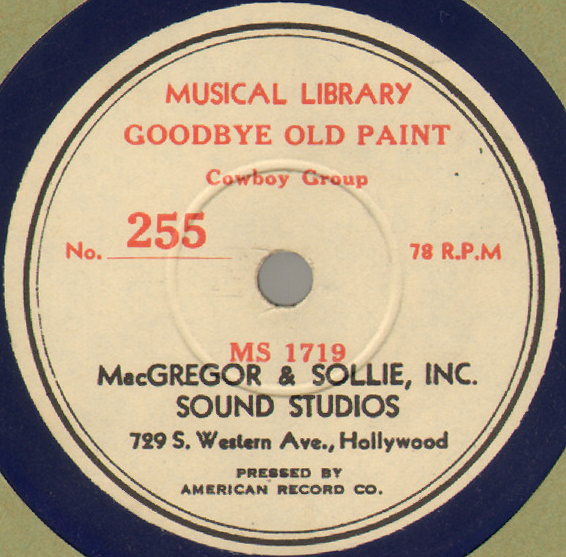 MUSICAL LIBRARY
GOODBYE OLD PAINT
Cowboy Group
No. 255
78 R.P.M
MS 1719
MacGREGOR & SOLLIE, INC.
SOUND STUDIOS
729 S. Western Ave., Hollywood
PRESSED BY
AMERICAN RECORD CO.